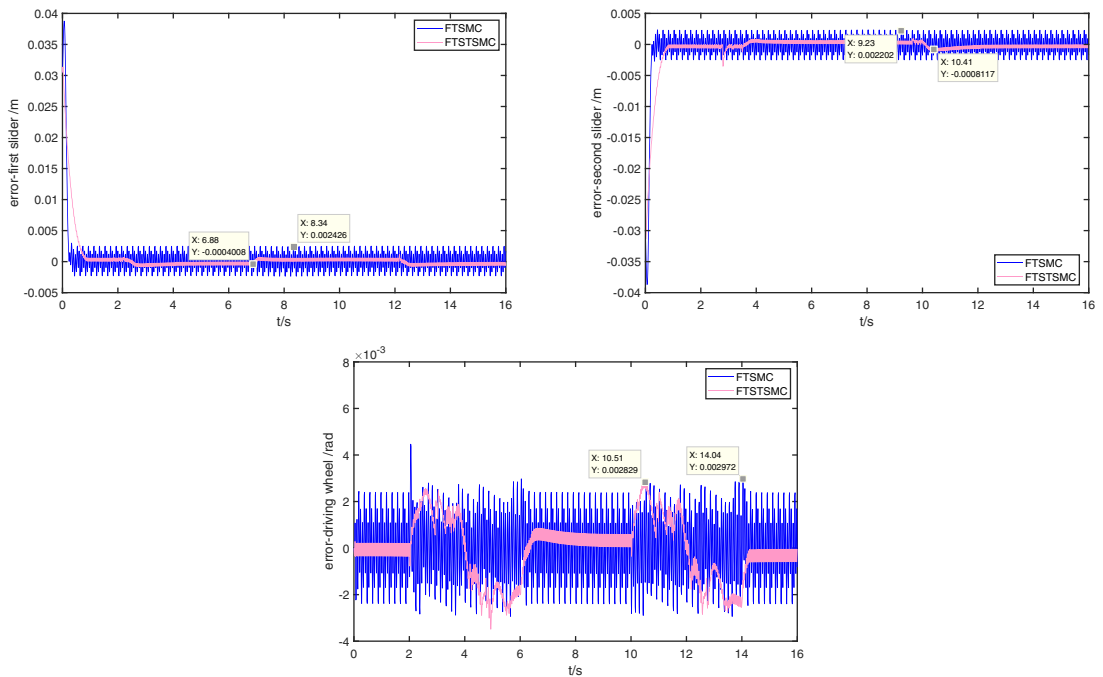 0.04
0.035
0.03
0.025
0.02
0.015
0.01
0.005
0
-0.005
error-first slider /m
FTSMC
FTSTSMC
X: 6.88
Y: -0.0004008
X: 8.34
Y: 0.002426
0 2 4 6 8 10 12 14 16
t/s
0.005
0
-0.005
-0.01
-0.015
-0.02
-0.025
-0.03
-0.035
-0.04
error-second slider /m
X: 9.23
Y: 0.002202
X: 10.41
Y: -0.0008117
FTSMC
FTSTSMC
0 2 4 6 8 10 12 14 16
t/s
×10⁻³
8
6
4
2
0
-2
-4
error-driving wheel /rad
FTSMC
FTSTSMC
X: 10.51
Y: 0.002829
X: 14.04
Y: 0.002972
0 2 4 6 8 10 12 14 16
t/s